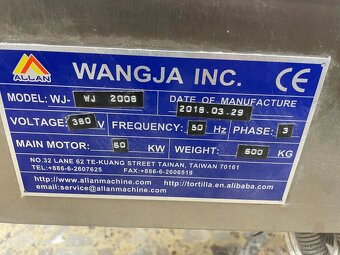 ALLAN
WANGJA INC.
CE
MODEL: WJ- WJ 2008
DATE OF MANUFACTURE
2018.03.29
VOLTAGE: 380 V FREQUENCY: 50 Hz PHASE: 3
MAIN MOTOR: 60 KW WEIGHT: 600 KG
NO.32 LANE 62 TE-KUANG STREET TAINAN, TAIWAN 70161
TEL:+886-6-2607625 FAX:+886-6-2606519
http://www.allanmachine.com/ http://tortilla.en.alibaba.com
email:service@allanmachine.com